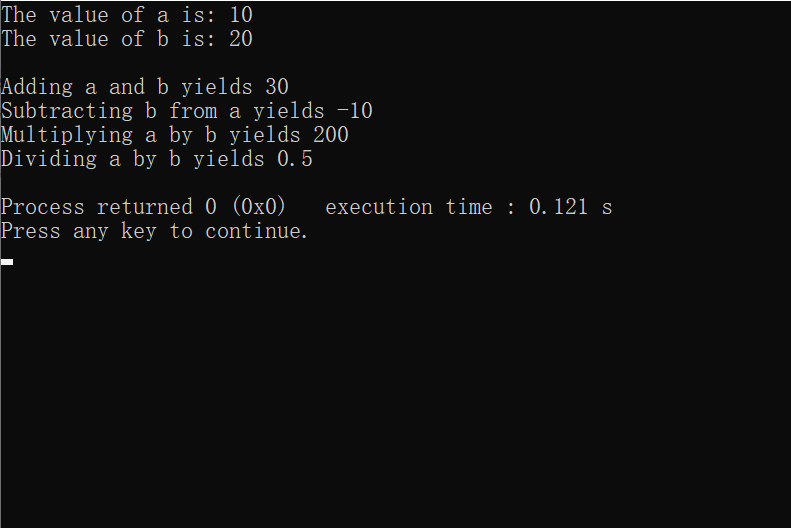 The value of a is: 10
The value of b is: 20
Adding a and b yields 30
Subtracting b from a yields -10
Multiplying a by b yields 200
Dividing a by b yields 0.5
Process returned 0 (0x0)   execution time : 0.121 s
Press any key to continue.